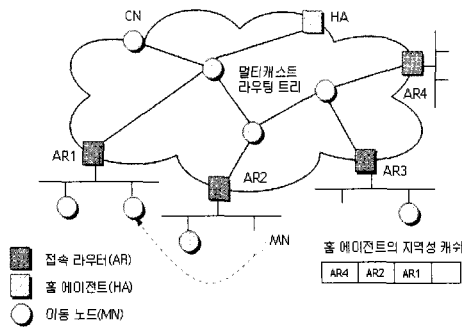 CN
HA
멀티캐스트
라우팅 트리
AR4
AR1
AR2
AR3
MN
홈 에이전트의 지역성 캐쉬
AR4 AR2 AR1
접속 라우터(AR)
홈 에이전트(HA)
이동 노드(MN)